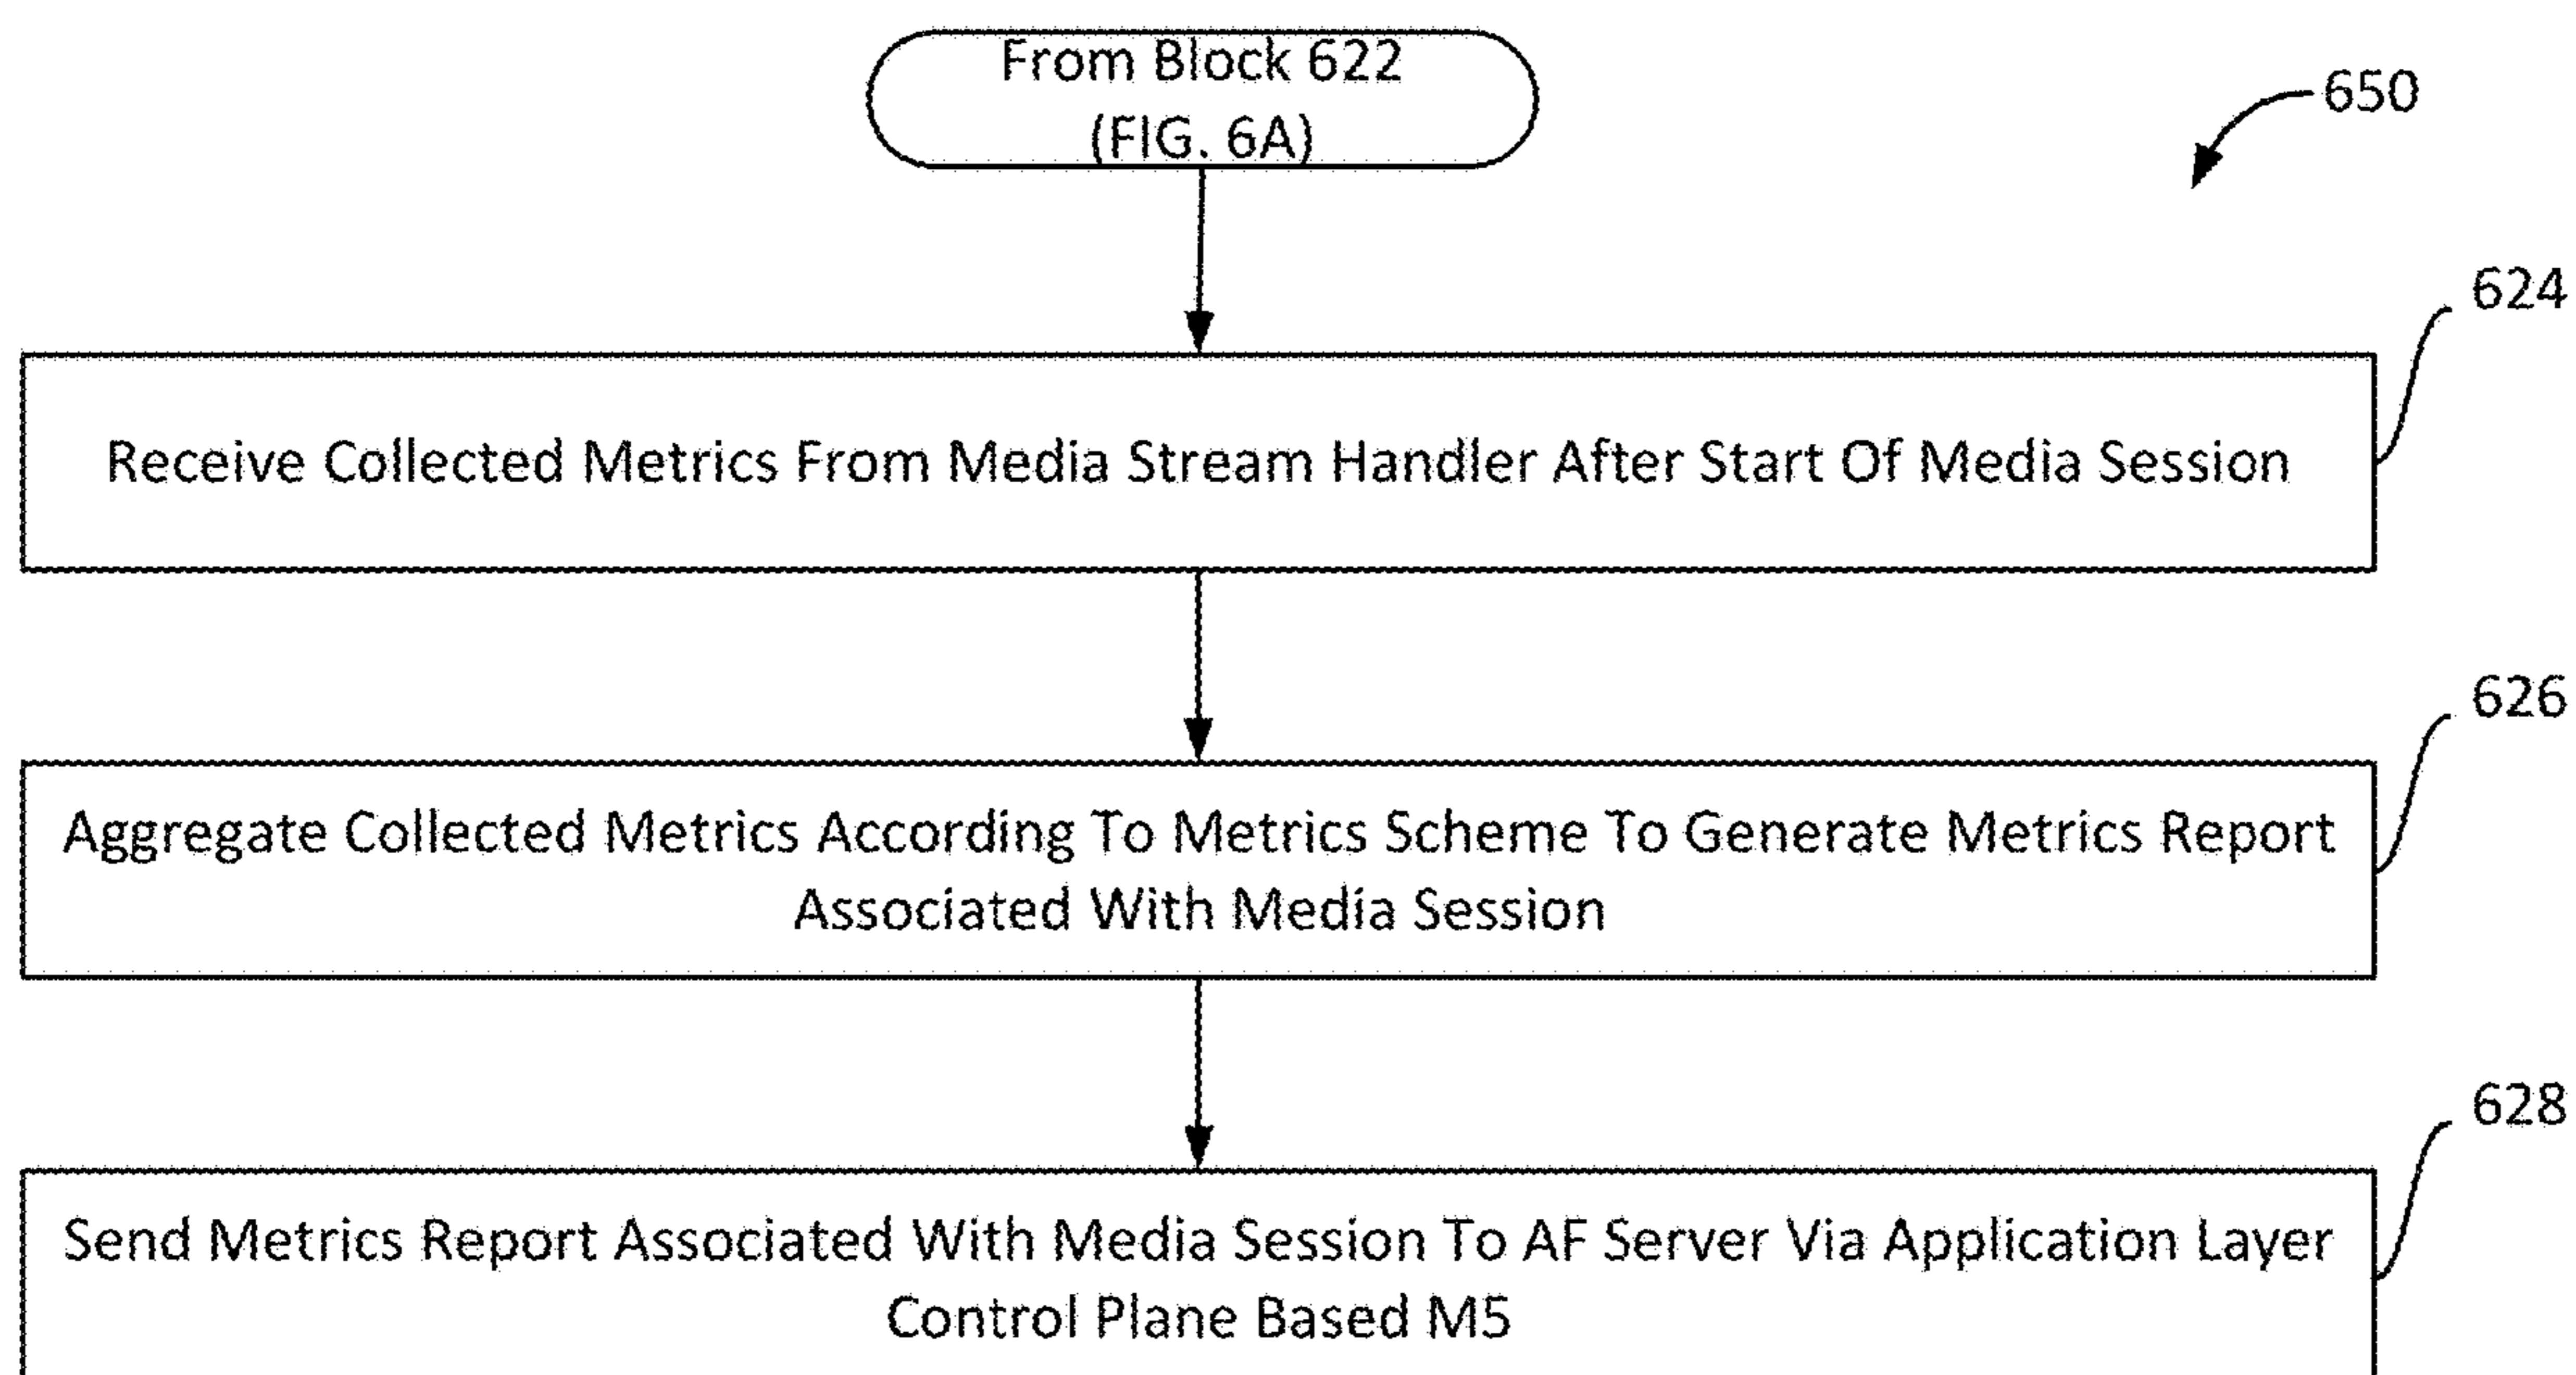 From Block 622
(FIG. 6A)
650
624
Receive Collected Metrics From Media Stream Handler After Start Of Media Session
626
Aggregate Collected Metrics According To Metrics Scheme To Generate Metrics Report
Associated With Media Session
628
Send Metrics Report Associated With Media Session To AF Server Via Application Layer
Control Plane Based M5